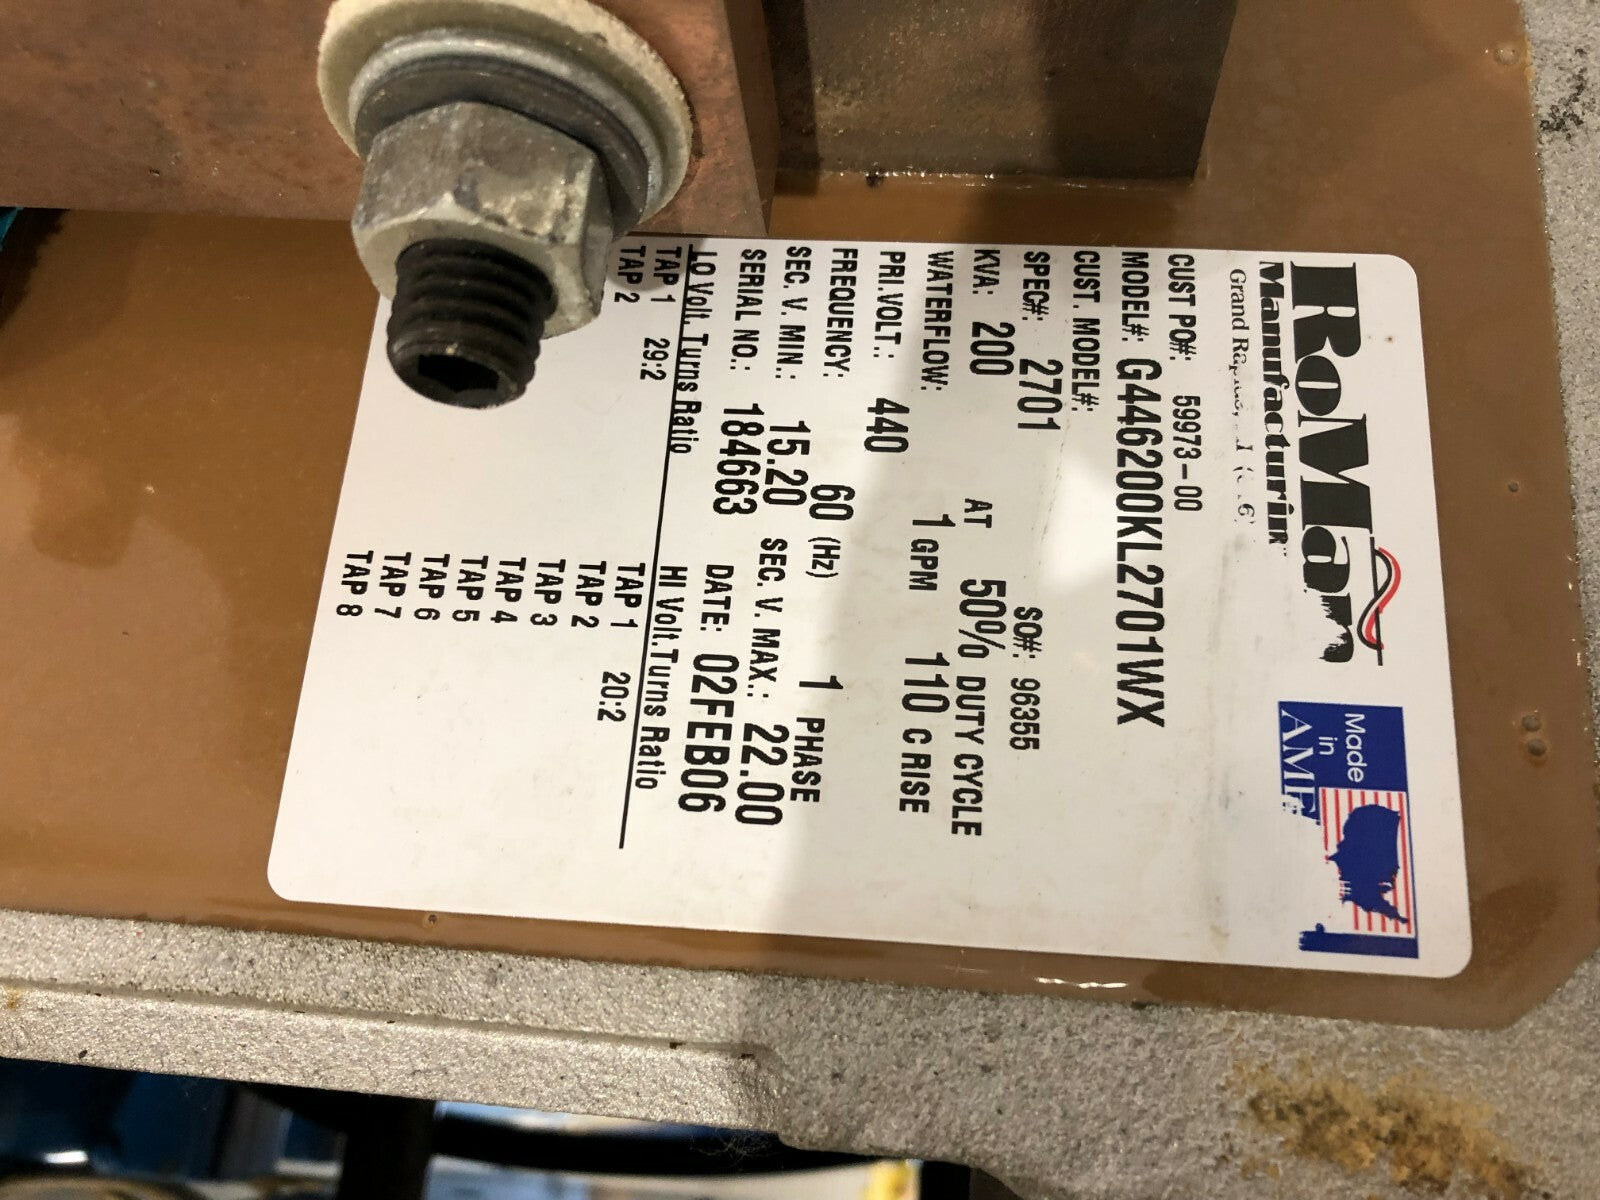 RoMan
Manufacturing
Grand
Made
in
CUST PO#: 59973-00
MODEL#: G446200KL2701WX
CUST. MODEL#:
SPEC#: 2701 SO#: 96355
KVA: 200 AT 50% DUTY CYCLE
WATERFLOW: 1 GPM 110 C RISE
PRI.VOLT.: 440
FREQUENCY: 60 (Hz) 1 PHASE
SEC. V. MIN.: 15.20 SEC. V. MAX.: 22.00
SERIAL NO.: 184663 DATE: 02FEB06
LO Volt. Turns Ratio HI Volt.Turns Ratio
TAP 1 29:2 TAP 1 20:2
TAP 2 TAP 2
TAP 3
TAP 4
TAP 5
TAP 6
TAP 7
TAP 8